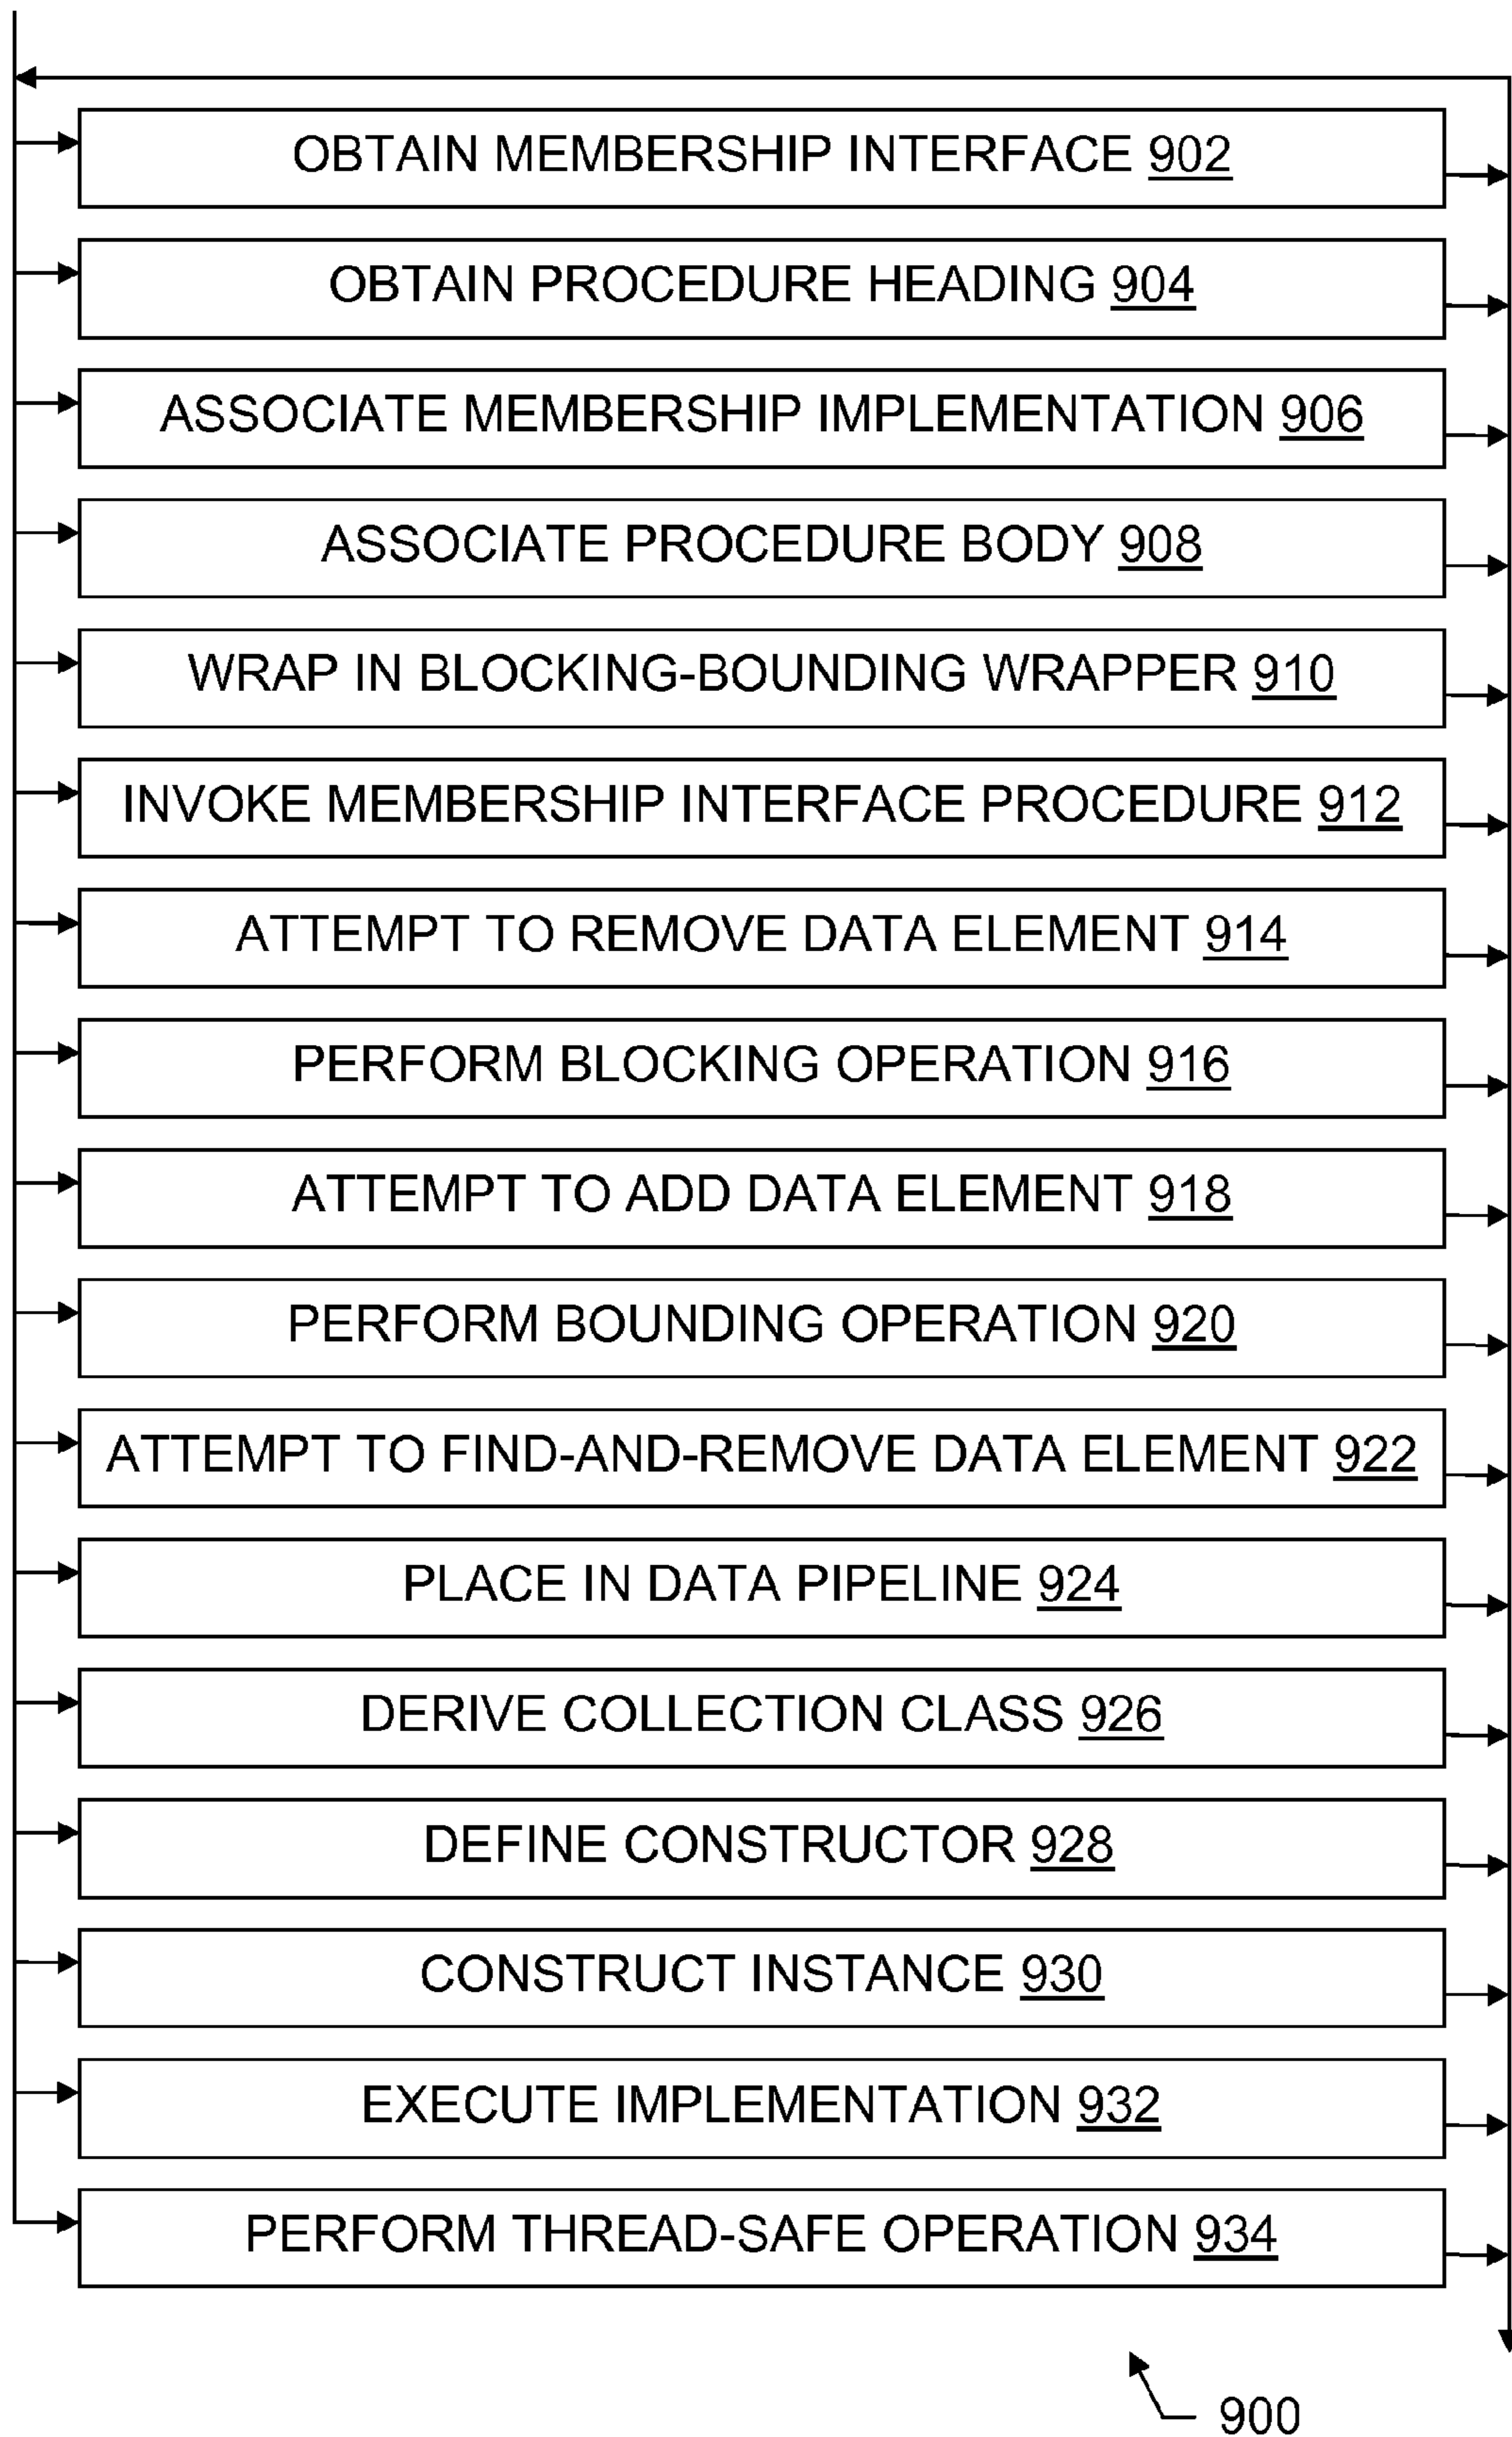 OBTAIN MEMBERSHIP INTERFACE 902
OBTAIN PROCEDURE HEADING 904
ASSOCIATE MEMBERSHIP IMPLEMENTATION 906
ASSOCIATE PROCEDURE BODY 908
WRAP IN BLOCKING-BOUNDING WRAPPER 910
INVOKE MEMBERSHIP INTERFACE PROCEDURE 912
ATTEMPT TO REMOVE DATA ELEMENT 914
PERFORM BLOCKING OPERATION 916
ATTEMPT TO ADD DATA ELEMENT 918
PERFORM BOUNDING OPERATION 920
ATTEMPT TO FIND-AND-REMOVE DATA ELEMENT 922
PLACE IN DATA PIPELINE 924
DERIVE COLLECTION CLASS 926
DEFINE CONSTRUCTOR 928
CONSTRUCT INSTANCE 930
EXECUTE IMPLEMENTATION 932
PERFORM THREAD-SAFE OPERATION 934
900